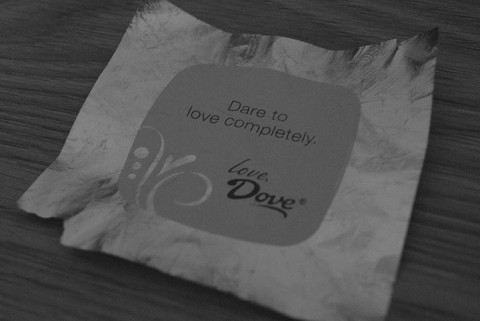 Dare to
love completely.
love,
Dove®